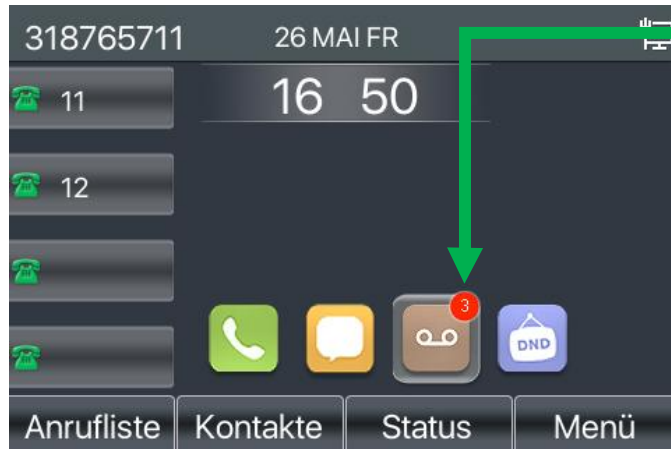 318765711 26 MAI FR
16 50
11
12
3
DND
Anrufliste Kontakte Status Menü